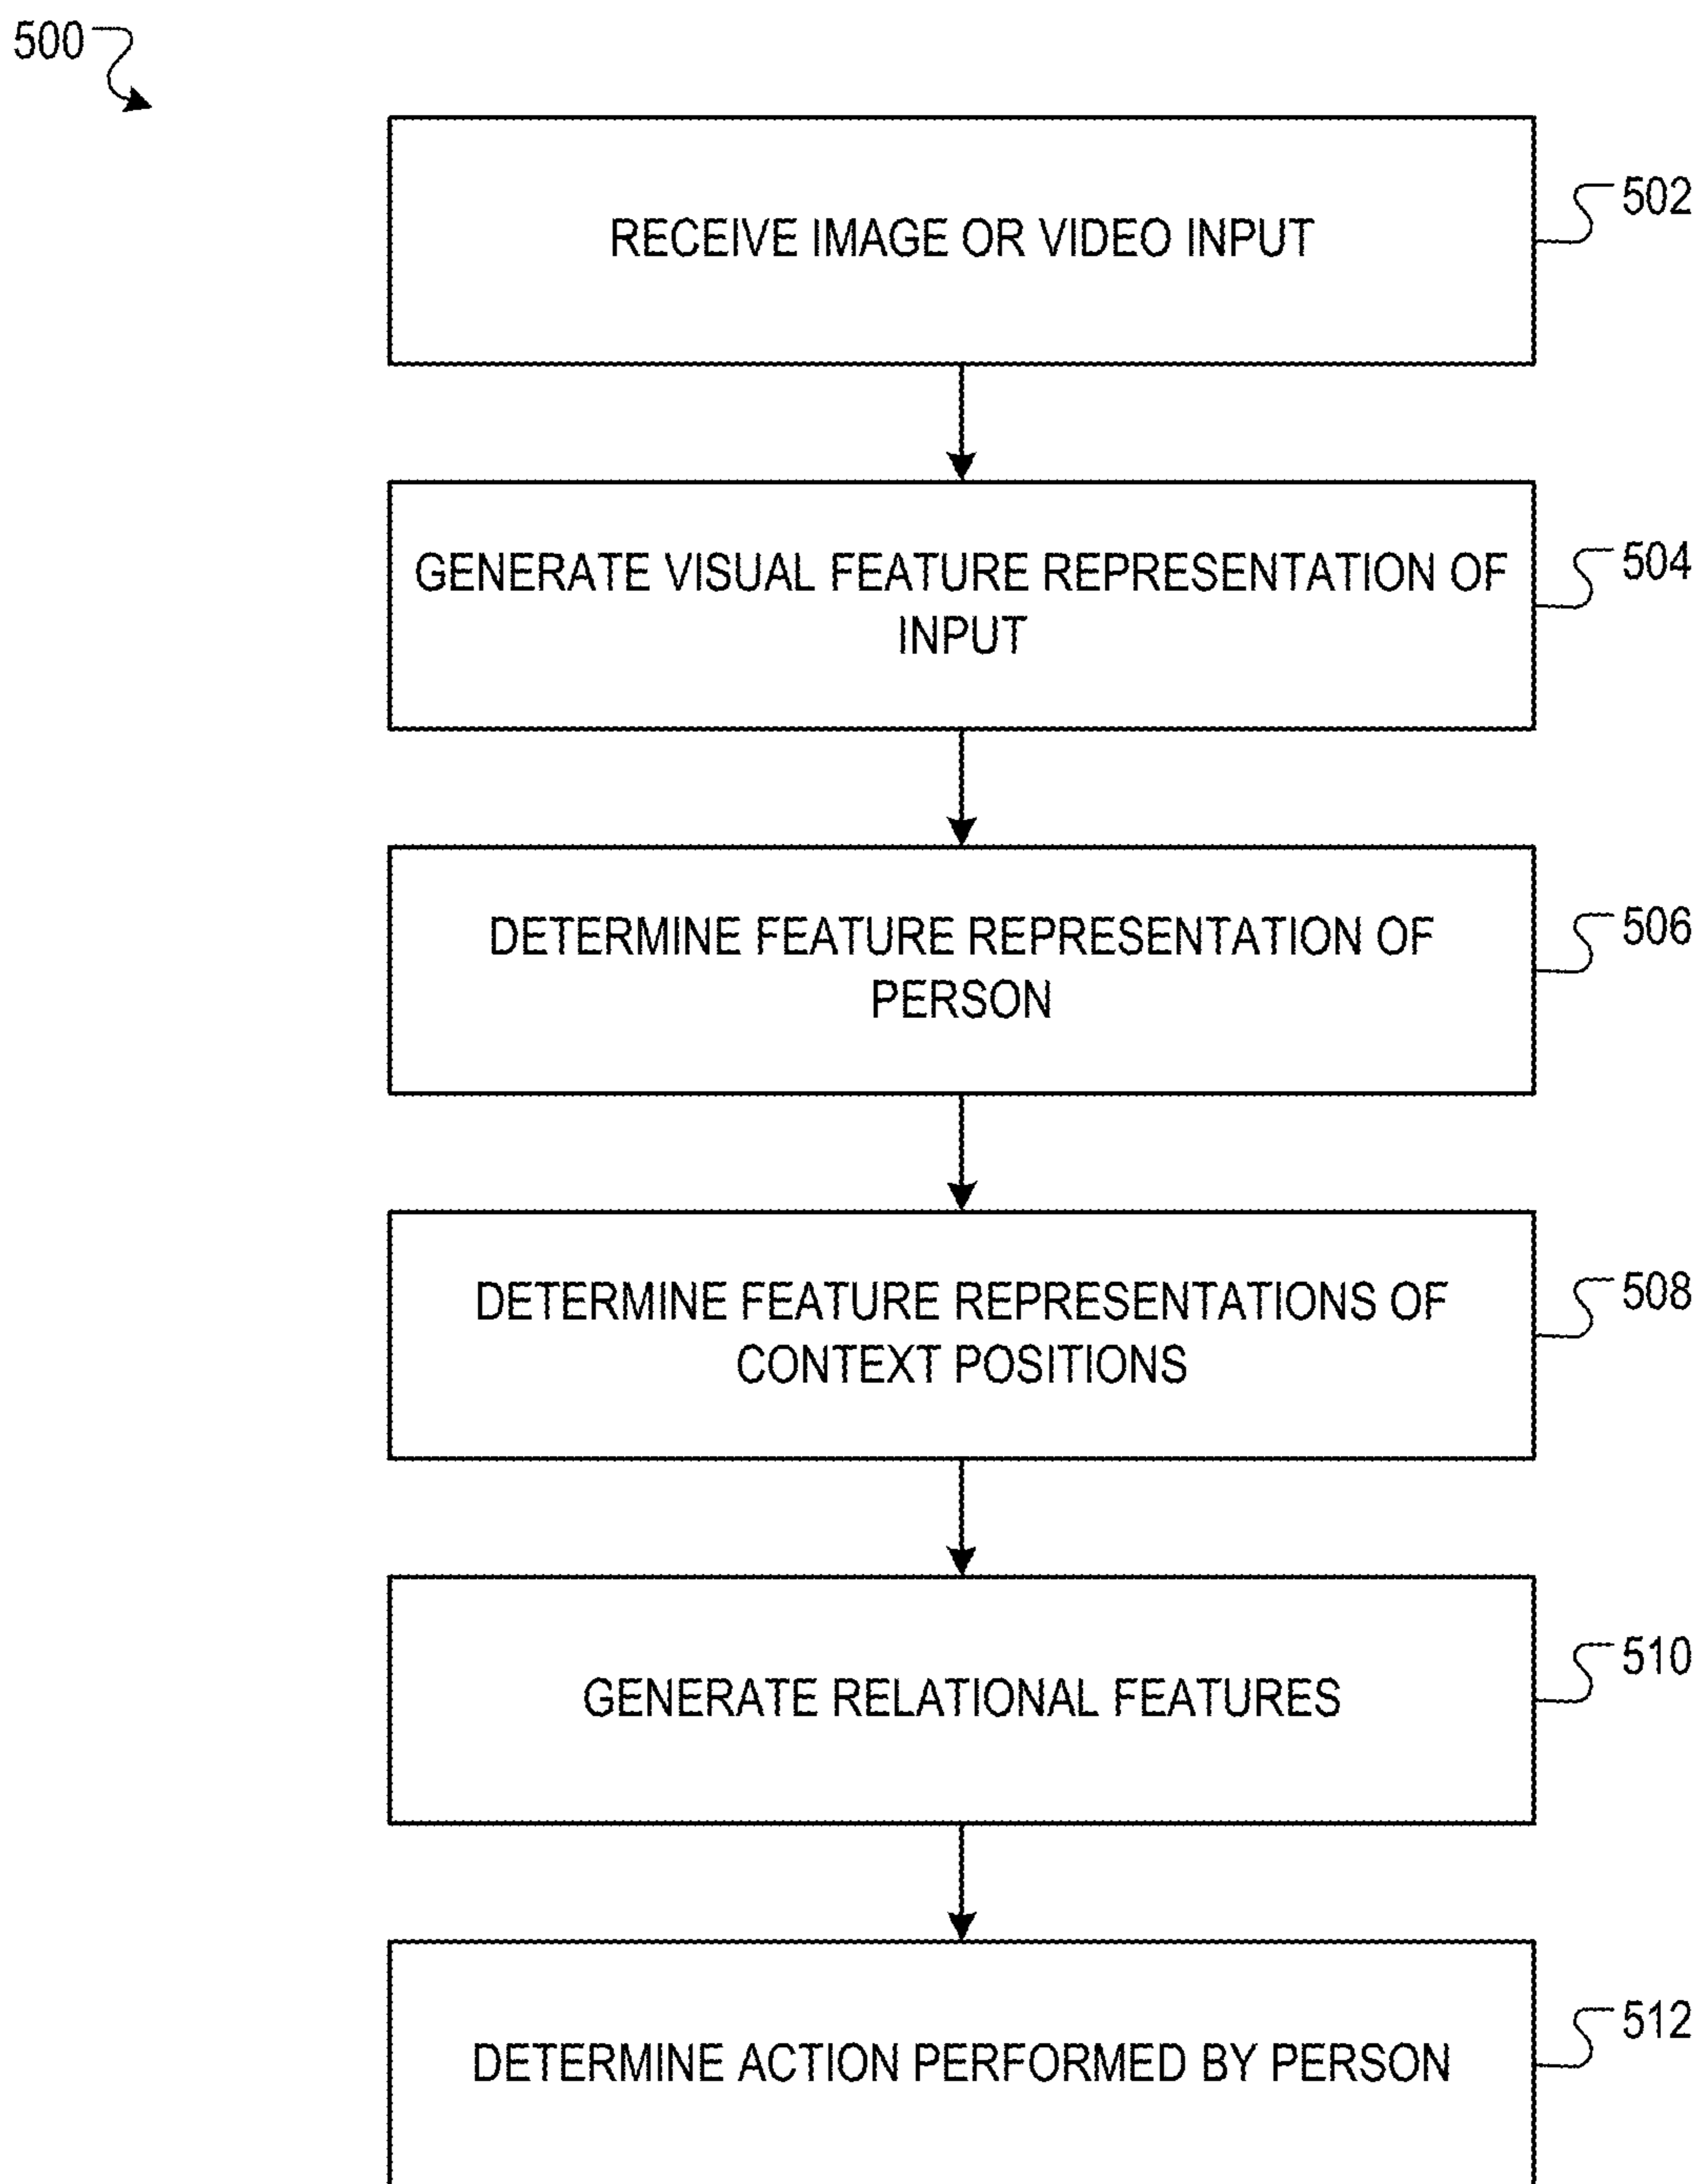 500
RECEIVE IMAGE OR VIDEO INPUT
502
GENERATE VISUAL FEATURE REPRESENTATION OF
INPUT
504
DETERMINE FEATURE REPRESENTATION OF
PERSON
506
DETERMINE FEATURE REPRESENTATIONS OF
CONTEXT POSITIONS
508
GENERATE RELATIONAL FEATURES
510
DETERMINE ACTION PERFORMED BY PERSON
512